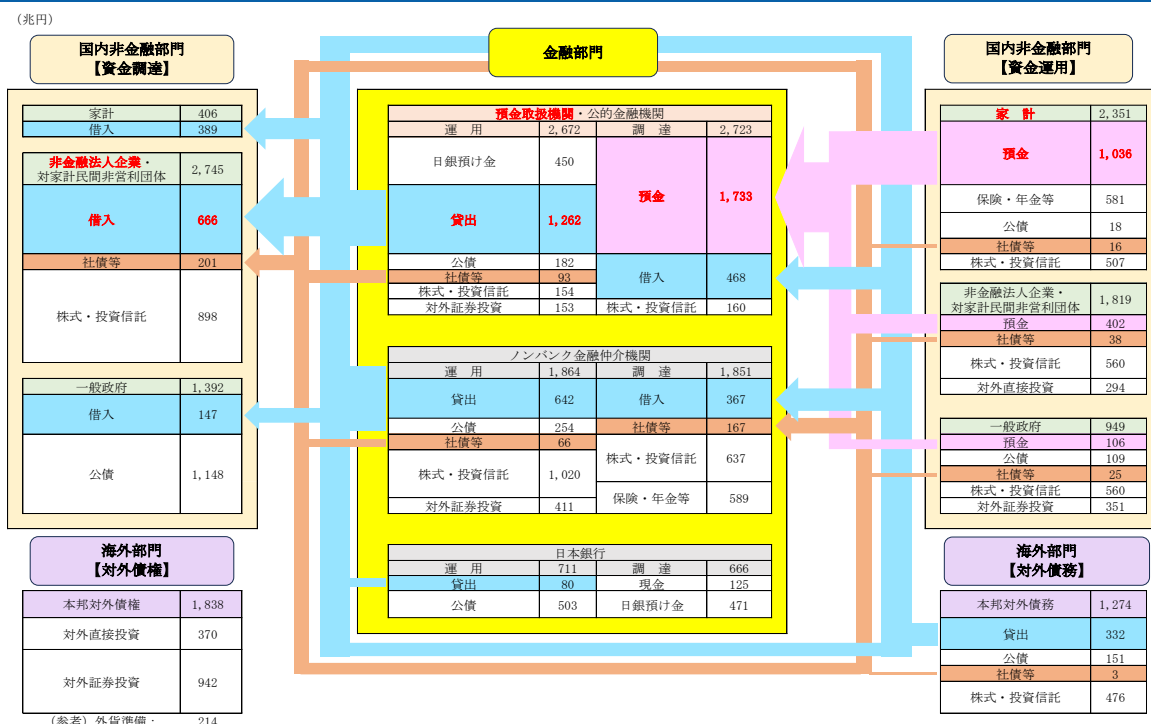 (兆円)
国内非金融部門
【資金調達】
家計 406
借入 389
非金融法人企業・
対家計民間非営利団体 2,745
借入 666
社債等 201
株式・投資信託 898
一般政府 1,392
借入 147
公債 1,148
海外部門
【対外債権】
本邦対外債権 1,838
対外直接投資 370
対外証券投資 942
(参考)外貨準備: 214
金融部門
預金取扱機関・公的金融機関
運 用 2,672 調 達 2,723
日銀預け金 450
預金 1,733
貸出 1,262
公債 182
社債等 93
借入 468
株式・投資信託 154
対外証券投資 153 株式・投資信託 160
ノンバンク金融仲介機関
運 用 1,864 調 達 1,851
貸出 642 借入 367
公債 254 社債等 167
社債等 66
株式・投資信託 637
株式・投資信託 1,020
保険・年金等 589
対外証券投資 411
日本銀行
運 用 711 調 達 666
貸出 80 現金 125
公債 503 日銀預け金 471
国内非金融部門
【資金運用】
家 計 2,351
預金 1,036
保険・年金等 581
公債 18
社債等 16
株式・投資信託 507
非金融法人企業・
対家計民間非営利団体 1,819
預金 402
社債等 38
株式・投資信託 560
対外直接投資 294
一般政府 949
預金 106
公債 109
社債等 25
株式・投資信託 560
対外証券投資 351
海外部門
【対外債務】
本邦対外債務 1,274
貸出 332
公債 151
社債等 3
株式・投資信託 476